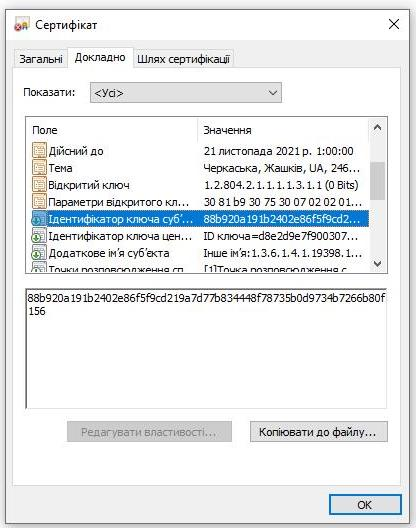 Сертифікат
Загальні Докладно Шлях сертифікації
Показати: <Усі>
Поле Значення
Дійсний до 21 листопада 2021 р. 1:00:00
Тема Черкаська, Жашків, UA, 246...
Відкритий ключ 1.2.804.2.1.1.1.1.3.1.1 (0 Bits)
Параметри відкритого кл... 30 81 b9 30 75 30 07 02 02 01...
Ідентифікатор ключа суб'... 88b920a191b2402e86f5f9cd2...
Ідентифікатор ключа цен... ID ключа=d8e2d9e7f900307...
Додаткове ім'я суб'єкта Інше ім'я:1.3.6.1.4.1.19398.1...
Точки розповсюдження сп... [1]Точка розповсюдження с...
88b920a191b2402e86f5f9cd219a7d77b834448f78735b0d9734b7266b80f
156
Редагувати властивості... Копіювати до файлу...
ОК